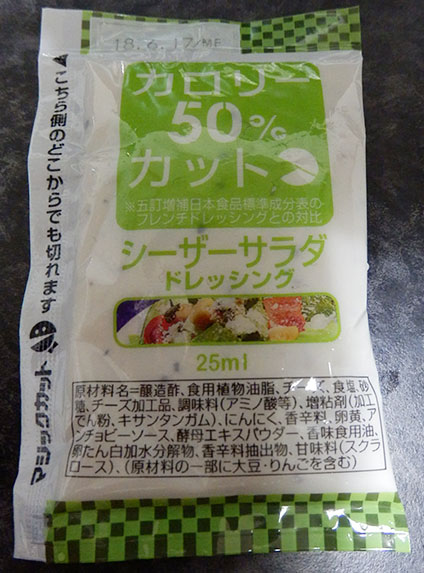 18.6.17/MF
カロリー
50%
カット
※五訂増補日本食品標準成分表の
フレンチドレッシングとの対比
シーザーサラダ
ドレッシング
25ml
原材料名=醸造酢、食用植物油脂、チーズ、食塩、砂
糖、チーズ加工品、調味料(アミノ酸等)、増粘剤(加工
でん粉、キサンタンガム)、にんにく、香辛料、卵黄、ア
ンチョビーソース、酵母エキスパウダー、香味食用油、
卵たん白加水分解物、香辛料抽出物、甘味料(スクラ
ロース)、(原材料の一部に大豆・りんごを含む)
こちら側のどこからでも切れます
マジックカット